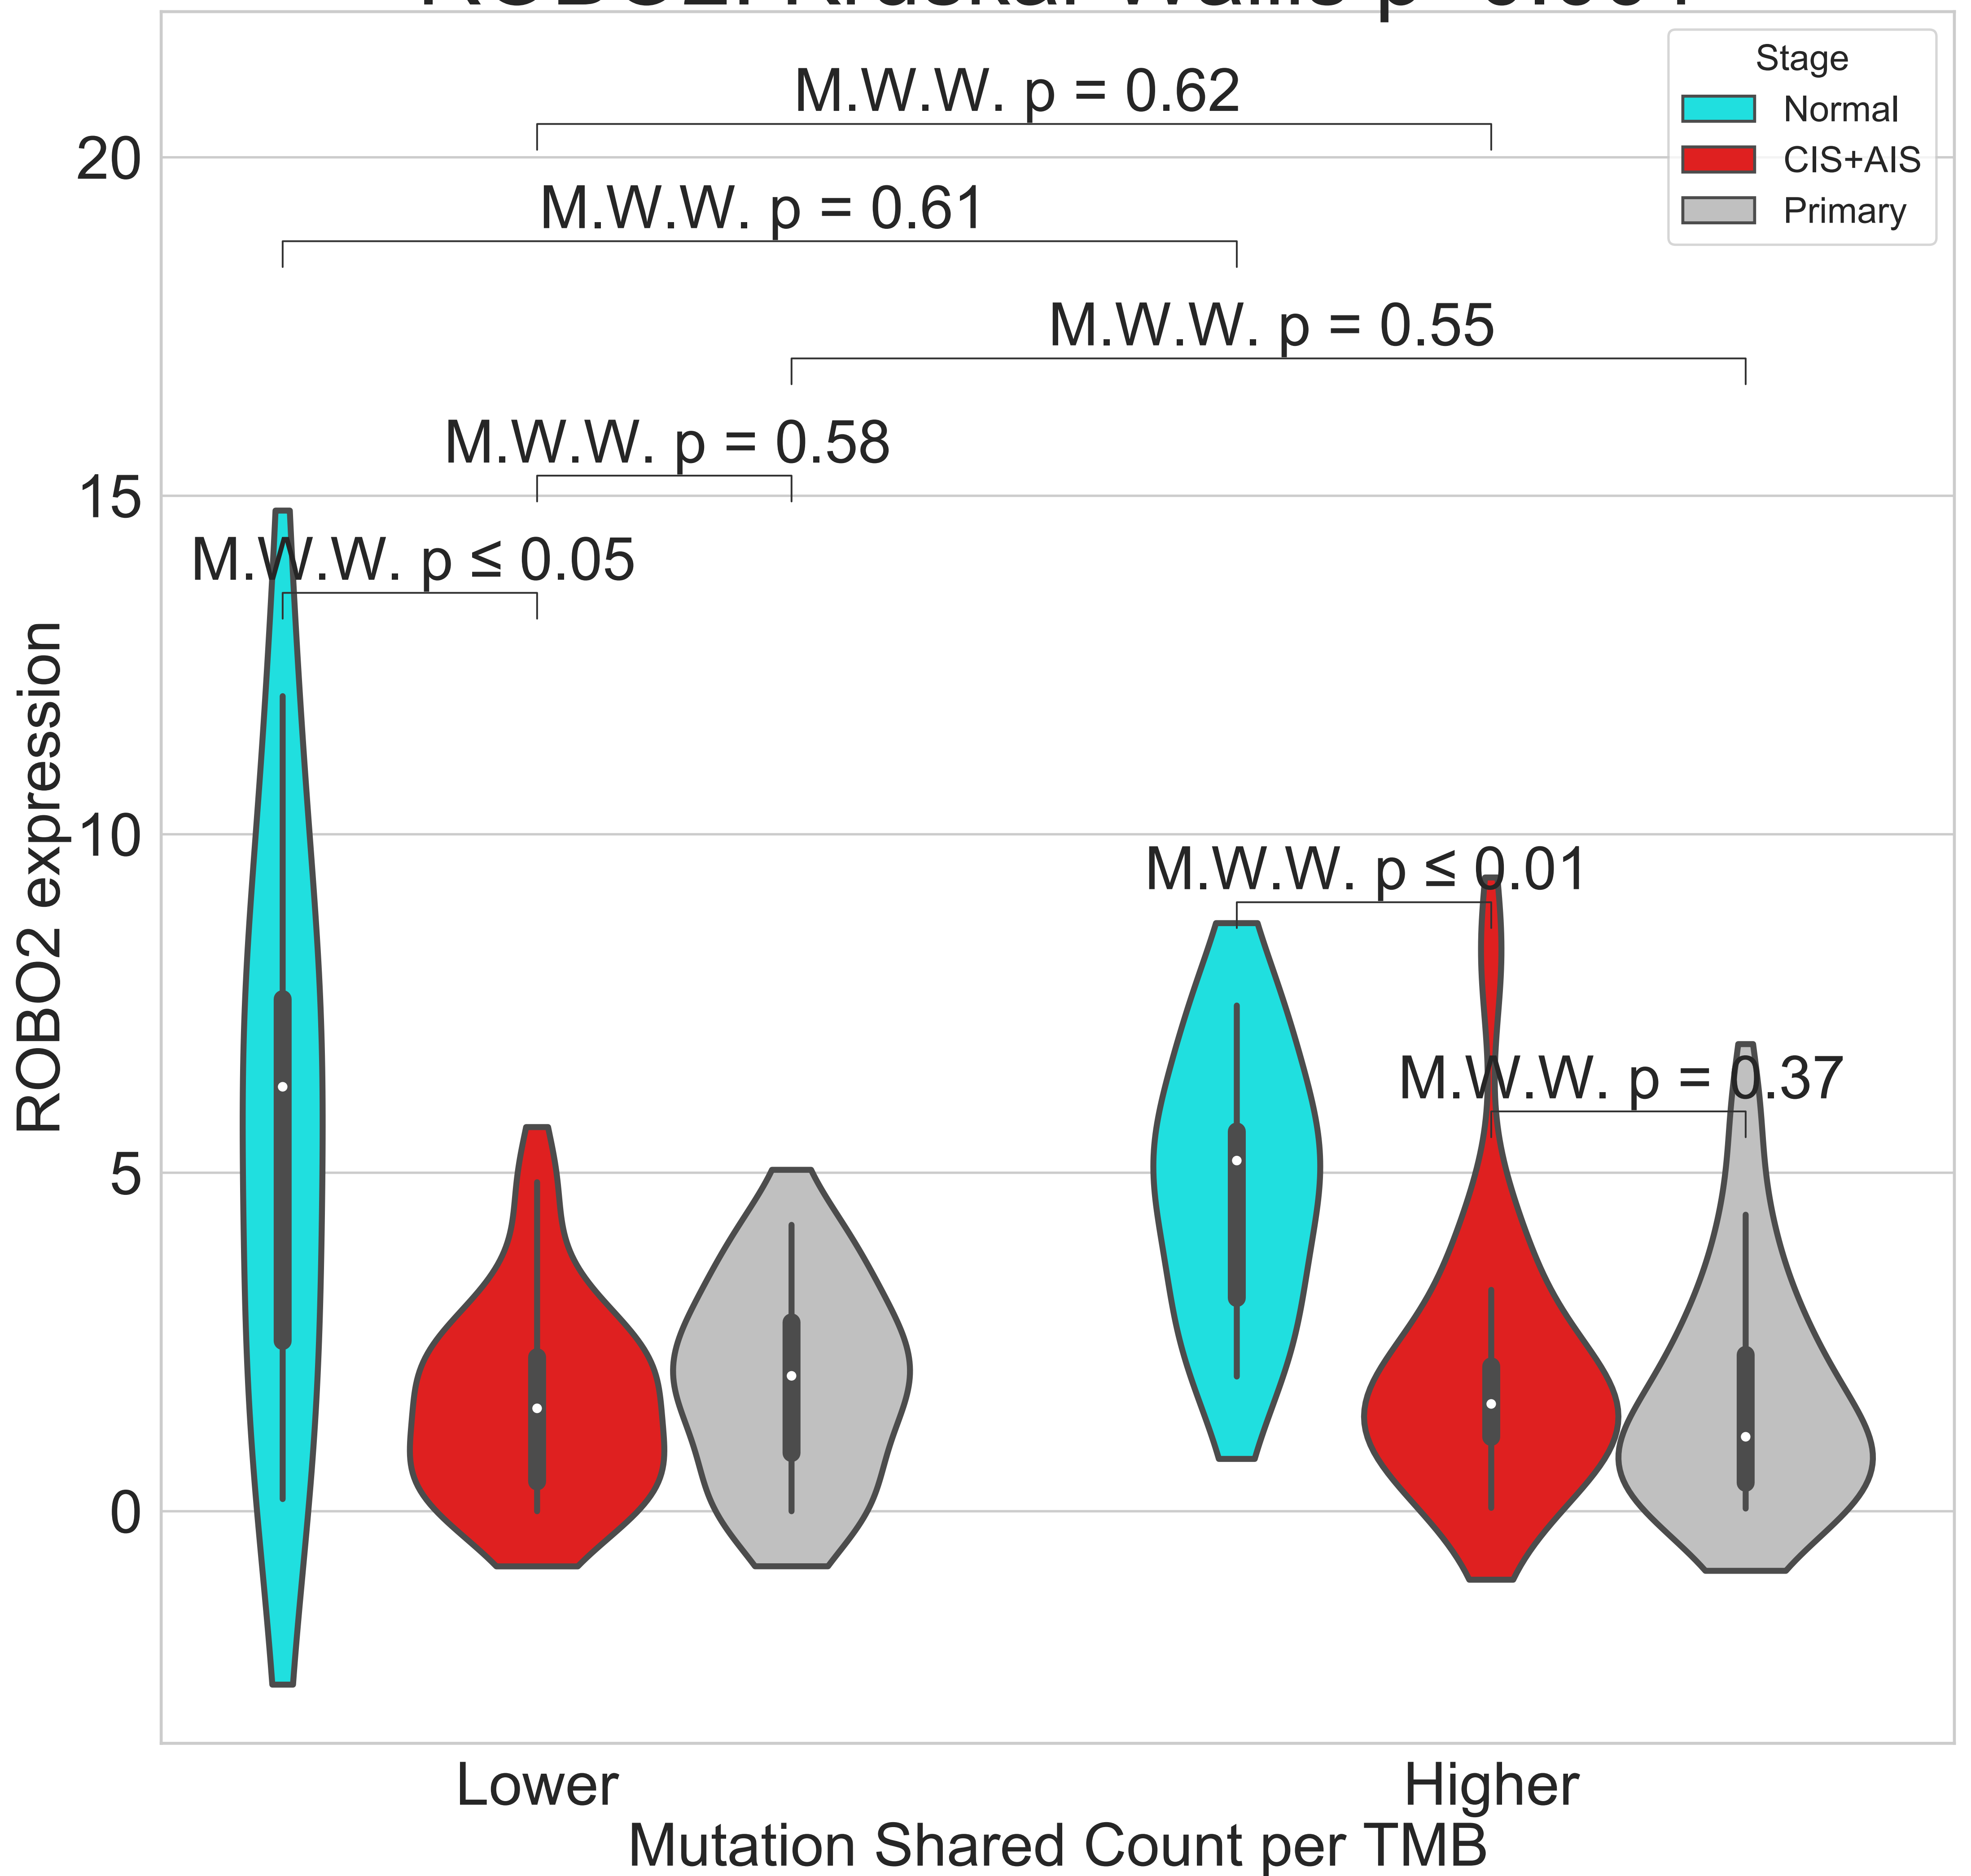 Stage
Normal
CIS+AIS
Primary
M.W.W. p = 0.62
M.W.W. p = 0.61
M.W.W. p = 0.55
M.W.W. p = 0.58
M.W.W. p ≤ 0.05
M.W.W. p ≤ 0.01
M.W.W. p = 0.37
20
15
10
5
0
ROBO2 expression
Lower
Higher
Mutation Shared Count per TMB